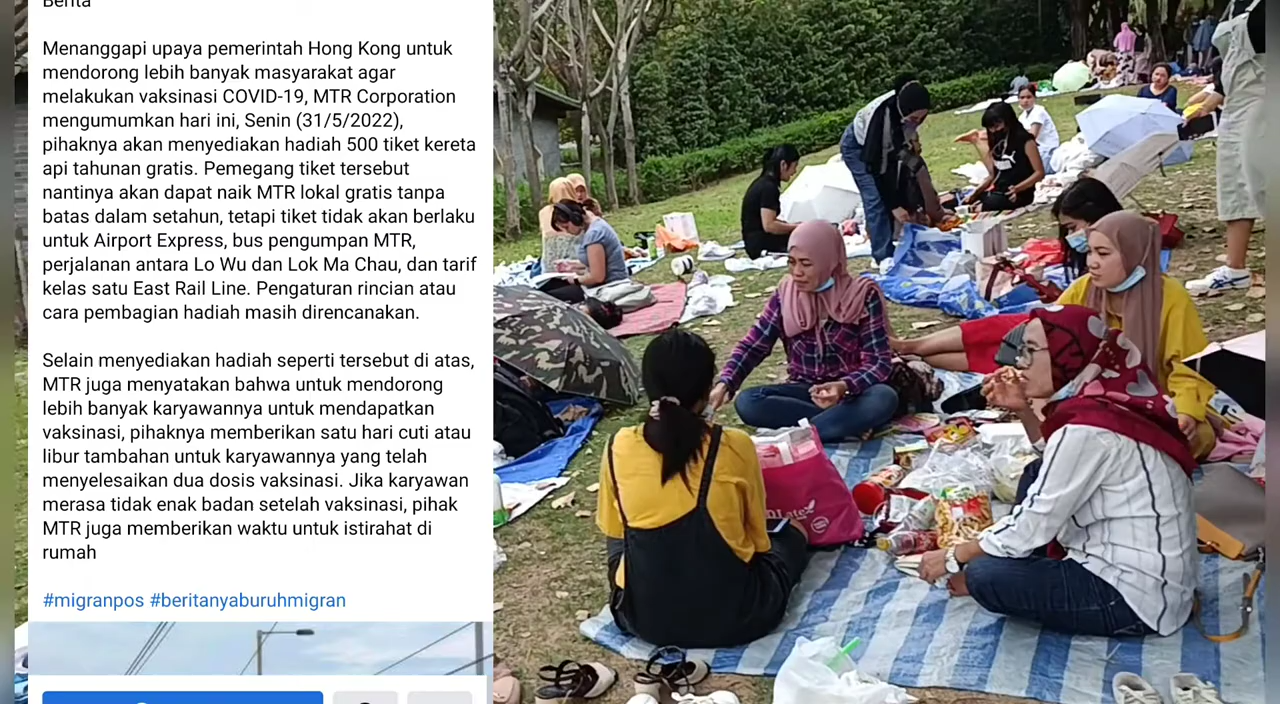 Berita
Menanggapi upaya pemerintah Hong Kong untuk
mendorong lebih banyak masyarakat agar
melakukan vaksinasi COVID-19, MTR Corporation
mengumumkan hari ini, Senin (31/5/2022),
pihaknya akan menyediakan hadiah 500 tiket kereta
api tahunan gratis. Pemegang tiket tersebut
nantinya akan dapat naik MTR lokal gratis tanpa
batas dalam setahun, tetapi tiket tidak akan berlaku
untuk Airport Express, bus pengumpan MTR,
perjalanan antara Lo Wu dan Lok Ma Chau, dan tarif
kelas satu East Rail Line. Pengaturan rincian atau
cara pembagian hadiah masih direncanakan.
Selain menyediakan hadiah seperti tersebut di atas,
MTR juga menyatakan bahwa untuk mendorong
lebih banyak karyawannya untuk mendapatkan
vaksinasi, pihaknya memberikan satu hari cuti atau
libur tambahan untuk karyawannya yang telah
menyelesaikan dua dosis vaksinasi. Jika karyawan
merasa tidak enak badan setelah vaksinasi, pihak
MTR juga memberikan waktu untuk istirahat di
rumah
#migranpos #beritanyaburuhmigran